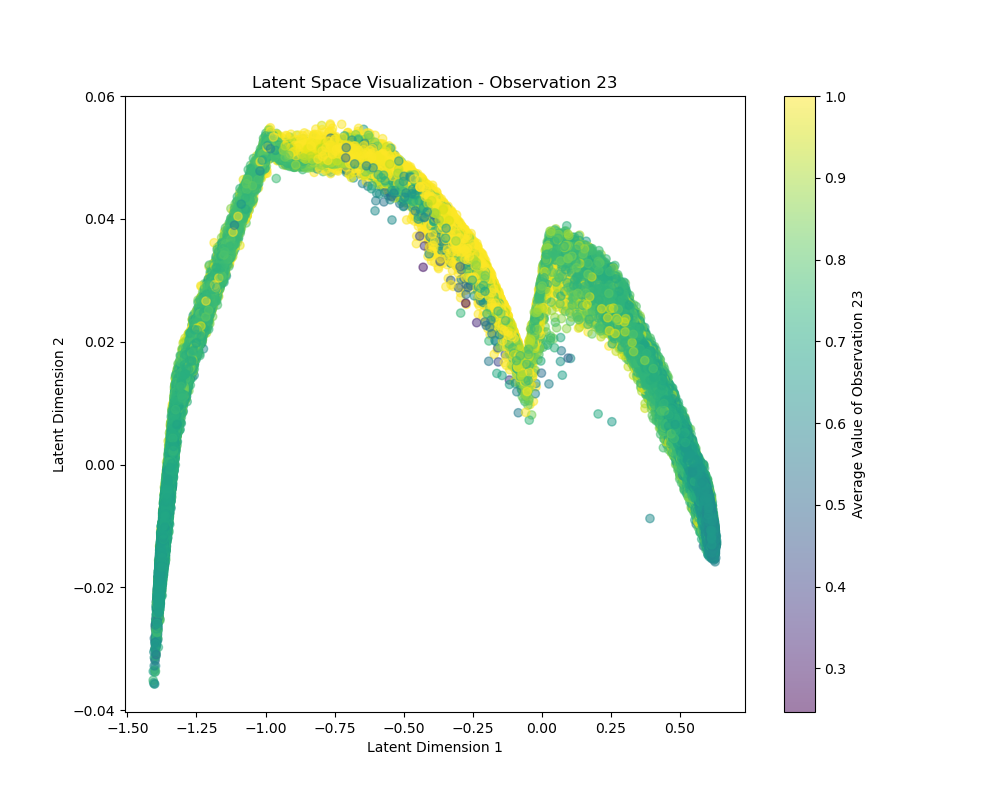 Latent Space Visualization - Observation 23
0.06
0.04
0.02
0.00
−0.02
−0.04
Latent Dimension 2
−1.50 −1.25 −1.00 −0.75 −0.50 −0.25 0.00 0.25 0.50
Latent Dimension 1
1.0
0.9
0.8
0.7
0.6
0.5
0.4
0.3
Average Value of Observation 23